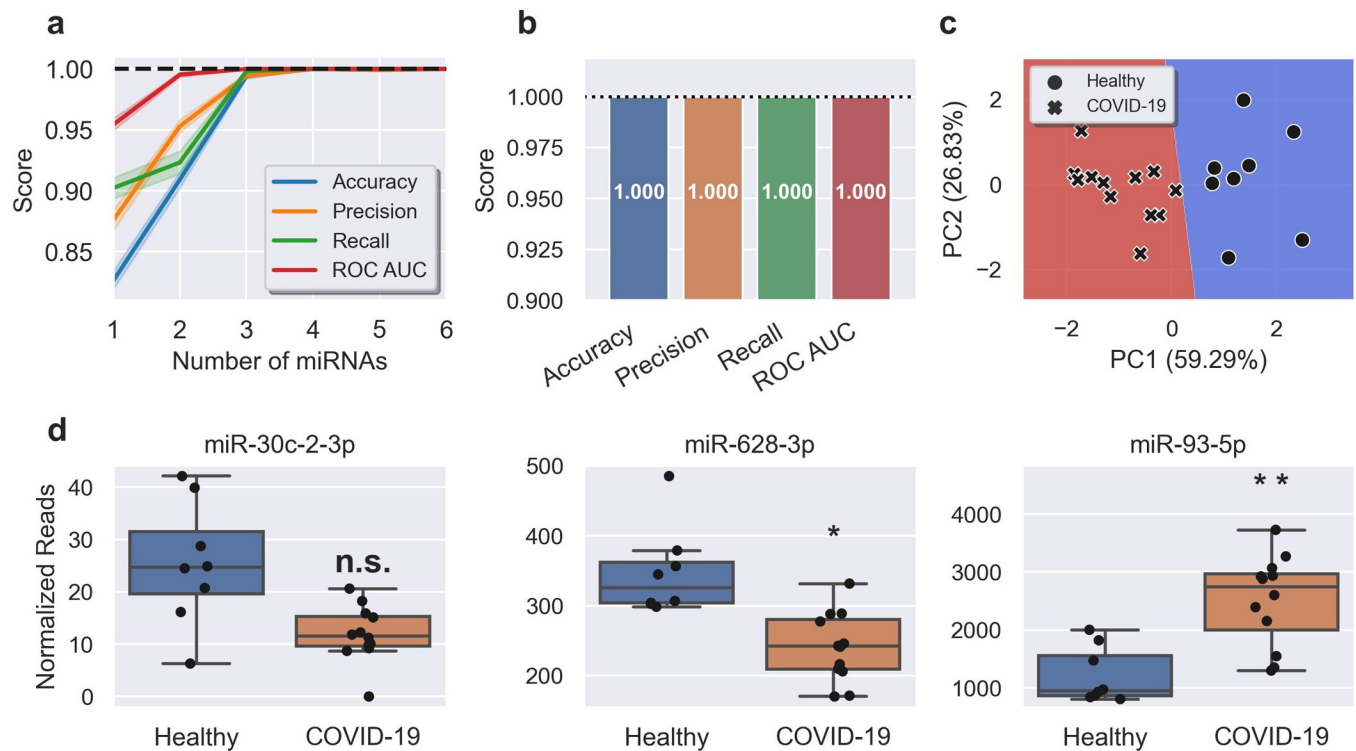 a
1.00
0.95
0.90
0.85
Score
Accuracy
Precision
Recall
ROC AUC
1 2 3 4 5 6
Number of miRNAs
b
1.000
0.975
0.950
0.925
0.900
Score
1.000 1.000 1.000 1.000
Accuracy
Precision
Recall
ROC AUC
c
Healthy
COVID-19
2
0
−2
PC2 (26.83%)
−2 0 2
PC1 (59.29%)
d
miR-30c-2-3p
40
30
20
10
0
Normalized Reads
n.s.
Healthy COVID-19
miR-628-3p
500
400
300
200
*
Healthy COVID-19
miR-93-5p
4000
3000
2000
1000
* *
Healthy COVID-19